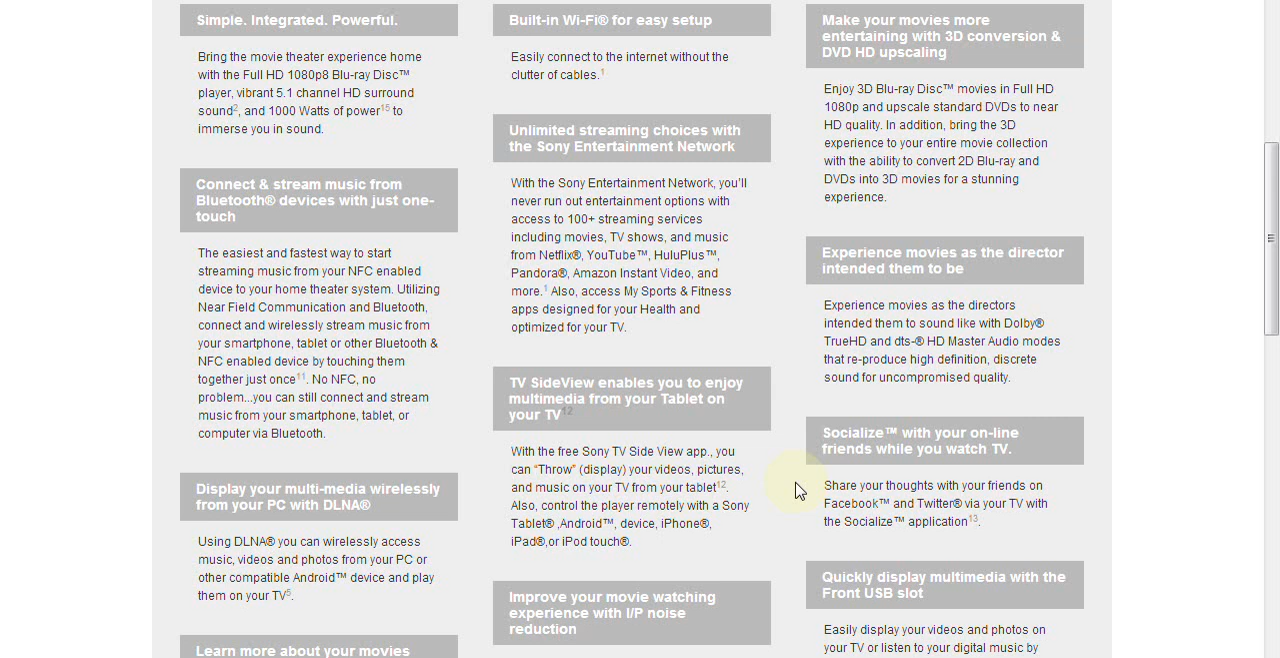 Simple. Integrated. Powerful.
Bring the movie theater experience home
with the Full HD 1080p8 Blu-ray Disc™
player, vibrant 5.1 channel HD surround
sound2, and 1000 Watts of power15 to
immerse you in sound.
Connect & stream music from
Bluetooth® devices with just one-
touch
The easiest and fastest way to start
streaming music from your NFC enabled
device to your home theater system. Utilizing
Near Field Communication and Bluetooth,
connect and wirelessly stream music from
your smartphone, tablet or other Bluetooth &
NFC enabled device by touching them
together just once11. No NFC, no
problem...you can still connect and stream
music from your smartphone, tablet, or
computer via Bluetooth.
Display your multi-media wirelessly
from your PC with DLNA®
Using DLNA® you can wirelessly access
music, videos and photos from your PC or
other compatible Android™ device and play
them on your TV5.
Learn more about your movies
Built-in Wi-Fi® for easy setup
Easily connect to the internet without the
clutter of cables.1
Unlimited streaming choices with
the Sony Entertainment Network
With the Sony Entertainment Network, you’ll
never run out entertainment options with
access to 100+ streaming services
including movies, TV shows, and music
from Netflix®, YouTube™, HuluPlus™,
Pandora®, Amazon Instant Video, and
more.1 Also, access My Sports & Fitness
apps designed for your Health and
optimized for your TV.
TV SideView enables you to enjoy
multimedia from your Tablet on
your TV12
With the free Sony TV Side View app., you
can “Throw” (display) your videos, pictures,
and music on your TV from your tablet12.
Also, control the player remotely with a Sony
Tablet® ,Android™, device, iPhone®,
iPad®,or iPod touch®.
Improve your movie watching
experience with I/P noise
reduction
Make your movies more
entertaining with 3D conversion &
DVD HD upscaling
Enjoy 3D Blu-ray Disc™ movies in Full HD
1080p and upscale standard DVDs to near
HD quality. In addition, bring the 3D
experience to your entire movie collection
with the ability to convert 2D Blu-ray and
DVDs into 3D movies for a stunning
experience.
Experience movies as the director
intended them to be
Experience movies as the directors
intended them to sound like with Dolby®
TrueHD and dts-® HD Master Audio modes
that re-produce high definition, discrete
sound for uncompromised quality.
Socialize™ with your on-line
friends while you watch TV.
Share your thoughts with your friends on
Facebook™ and Twitter® via your TV with
the Socialize™ application13.
Quickly display multimedia with the
Front USB slot
Easily display your videos and photos on
your TV or listen to your digital music by